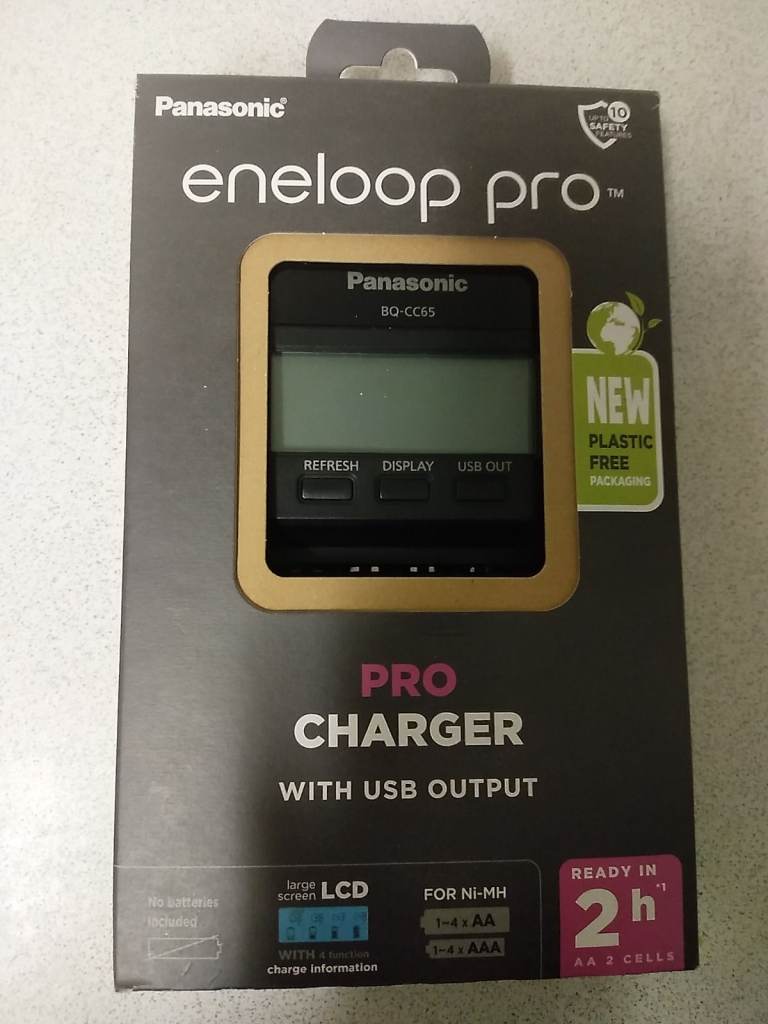 Panasonic®
UP TO 10
SAFETY
FEATURES
eneloop pro™
Panasonic
BQ-CC65
REFRESH DISPLAY USB OUT
NEW
PLASTIC
FREE
PACKAGING
PRO
CHARGER
WITH USB OUTPUT
No batteries
included
large
screen LCD
WITH 4 function
charge information
FOR Ni-MH
1~4 x AA
1~4 x AAA
READY IN
2h*1
AA 2 CELLS